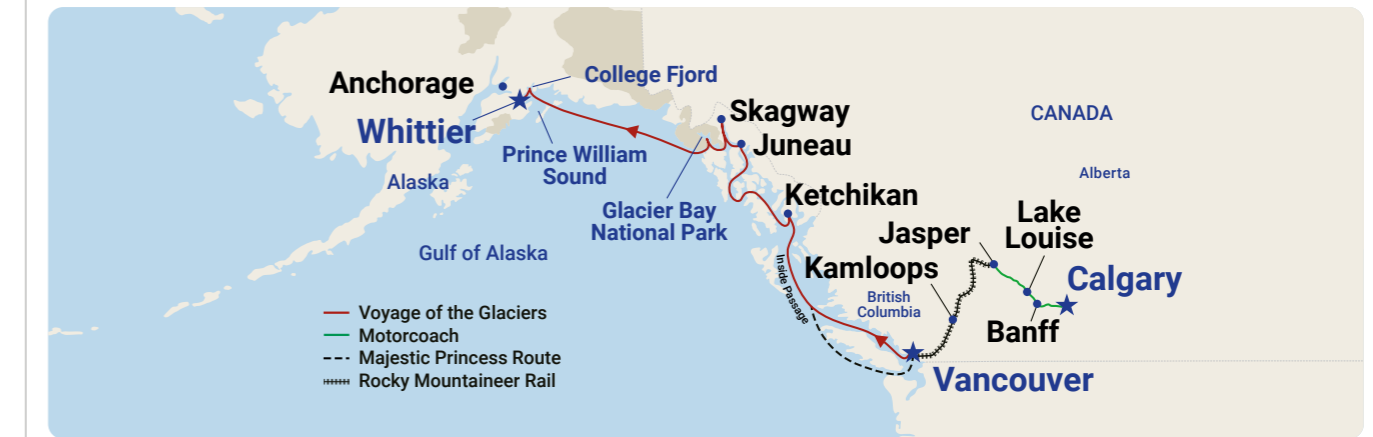 College Fjord
Anchorage
Skagway
CANADA
Whittier
Juneau
Prince William
Sound
Alberta
Alaska
Ketchikan
Glacier Bay
National Park
Lake
Louise
Jasper
Gulf of Alaska
Kamloops
Calgary
Inside Passage
British
Columbia
Banff
Voyage of the Glaciers
Motorcoach
Majestic Princess Route
Rocky Mountaineer Rail
Vancouver